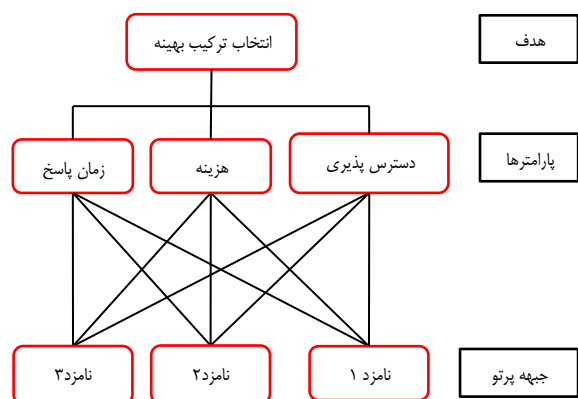 هدف
انتخاب ترکیب بهینه
پارامترها
دسترس پذیری
هزینه
زمان پاسخ
جبهه پرتو
نامزد ۱
نامزد۲
نامزد۳